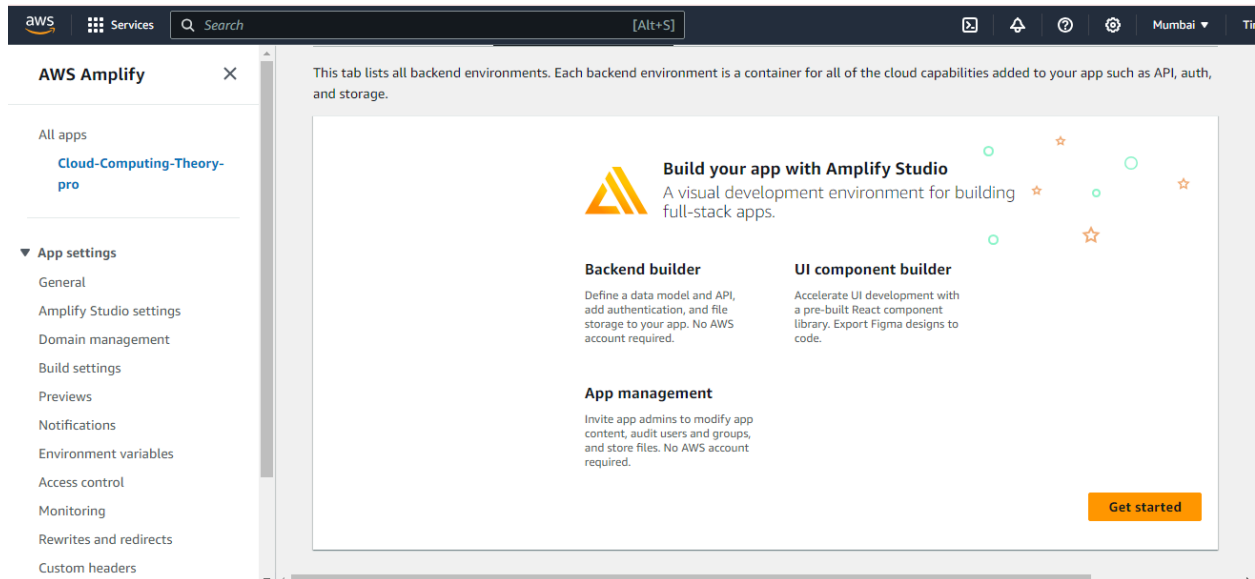 aws
Services
Search
[Alt+S]
Mumbai
AWS Amplify
This tab lists all backend environments. Each backend environment is a container for all of the cloud capabilities added to your app such as API, auth,
and storage.
All apps
Cloud-Computing-Theory-
pro
App settings
General
Amplify Studio settings
Domain management
Build settings
Previews
Notifications
Environment variables
Access control
Monitoring
Rewrites and redirects
Custom headers
Build your app with Amplify Studio
A visual development environment for building
full-stack apps.
Backend builder
Define a data model and API,
add authentication, and file
storage to your app. No AWS
account required.
UI component builder
Accelerate UI development with
a pre-built React component
library. Export Figma designs to
code.
App management
Invite app admins to modify app
content, audit users and groups,
and store files. No AWS account
required.
Get started